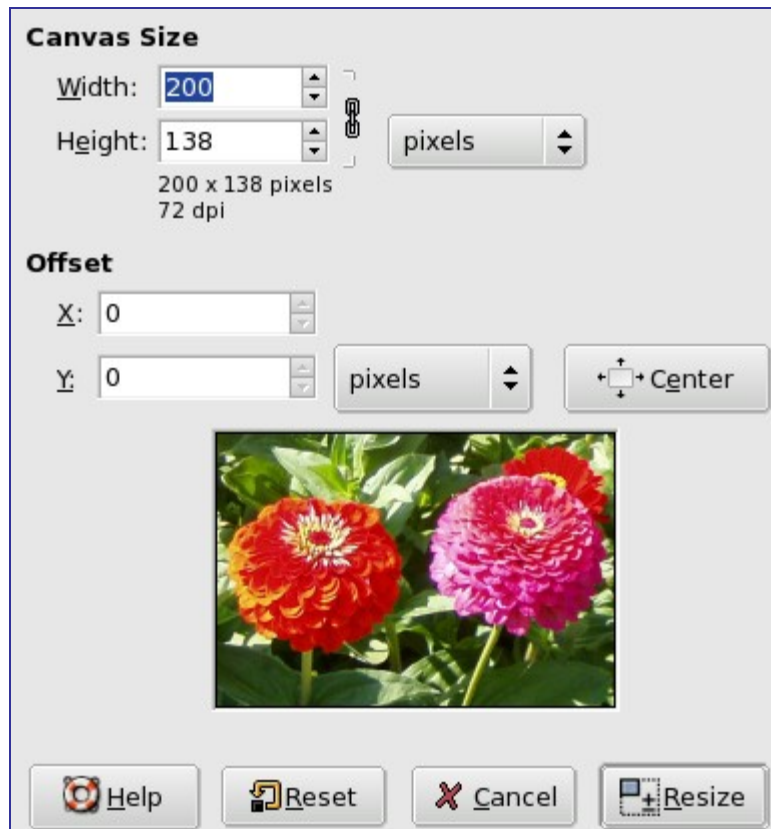 Canvas Size
Width: 200
Height: 138
pixels
200 x 138 pixels
72 dpi
Offset
X: 0
Y: 0
pixels
Center
Help
Reset
Cancel
Resize